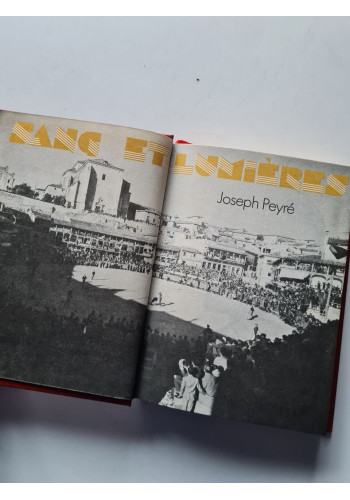 SANG ET LUMIÈRES
Joseph Peyré